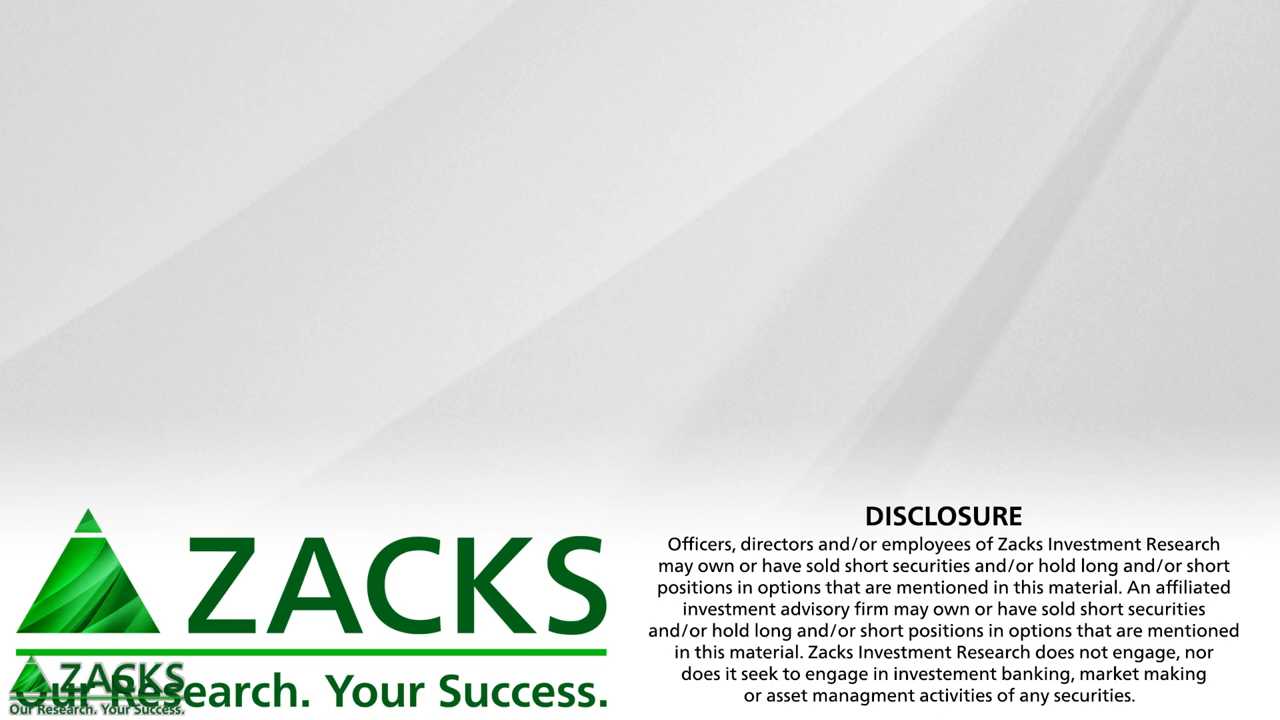 ZACKS
Our Research. Your Success.
ZACKS
Our Research. Your Success.
DISCLOSURE
Officers, directors and/or employees of Zacks Investment Research
may own or have sold short securities and/or hold long and/or short
positions in options that are mentioned in this material. An affiliated
investment advisory firm may own or have sold short securities
and/or hold long and/or short positions in options that are mentioned
in this material. Zacks Investment Research does not engage, nor
does it seek to engage in investement banking, market making
or asset managment activities of any securities.